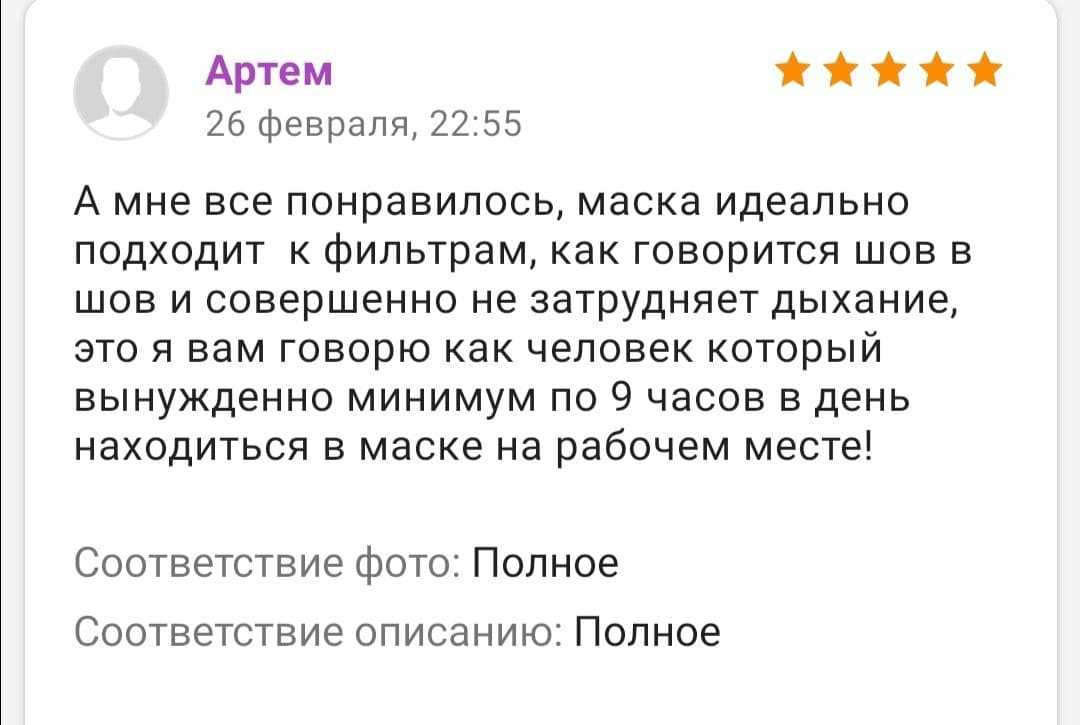 Артем
26 февраля, 22:55
А мне все понравилось, маска идеально
подходит  к фильтрам, как говорится шов в
шов и совершенно не затрудняет дыхание,
это я вам говорю как человек который
вынужденно минимум по 9 часов в день
находиться в маске на рабочем месте!
Соответствие фото: Полное
Соответствие описанию: Полное